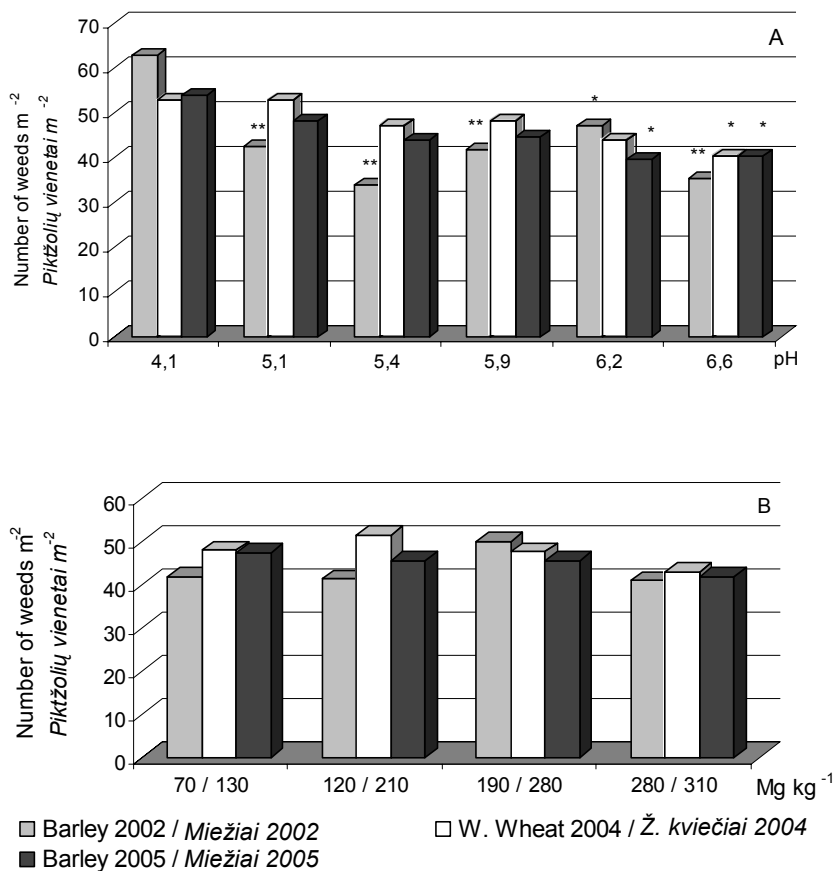 A
Number of weeds m -2
Piktžolių vienetai m -2
70
60
50
40
30
20
10
0
** ** ** * * ** * *
4,1 5,1 5,4 5,9 6,2 6,6 pH
B
Number of weeds m-2
Piktžolių vienetai m-2
60
50
40
30
20
10
0
70 / 130 120 / 210 190 / 280 280 / 310 Mg kg -1
Barley 2002 / Miežiai 2002
W. Wheat 2004 / Ž. kviečiai 2004
Barley 2005 / Miežiai 2005